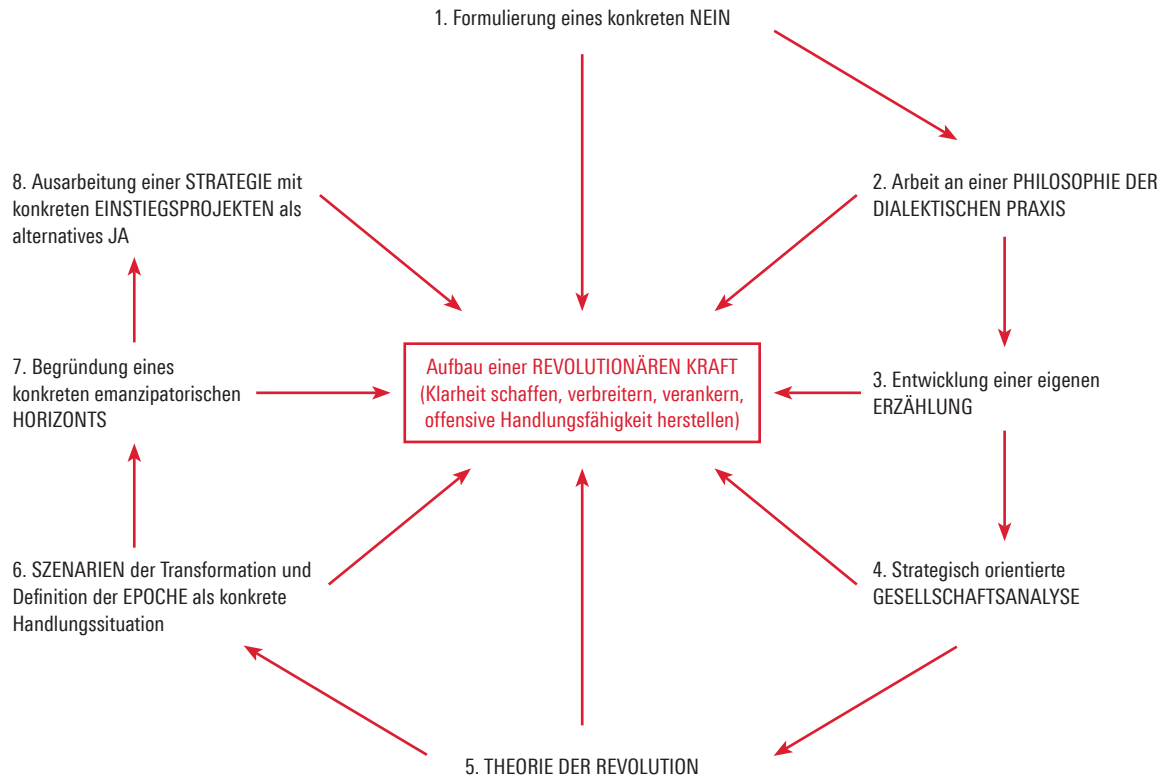 1. Formulierung eines konkreten NEIN
2. Arbeit an einer PHILOSOPHIE DER
DIALEKTISCHEN PRAXIS
3. Entwicklung einer eigenen
ERZÄHLUNG
4. Strategisch orientierte
GESELLSCHAFTSANALYSE
5. THEORIE DER REVOLUTION
6. SZENARIEN der Transformation und
Definition der EPOCHE als konkrete
Handlungssituation
7. Begründung eines
konkreten emanzipatorischen
HORIZONTS
8. Ausarbeitung einer STRATEGIE mit
konkreten EINSTIEGSPROJEKTEN als
alternatives JA
Aufbau einer REVOLUTIONÄREN KRAFT
(Klarheit schaffen, verbreitern, verankern,
offensive Handlungsfähigkeit herstellen)